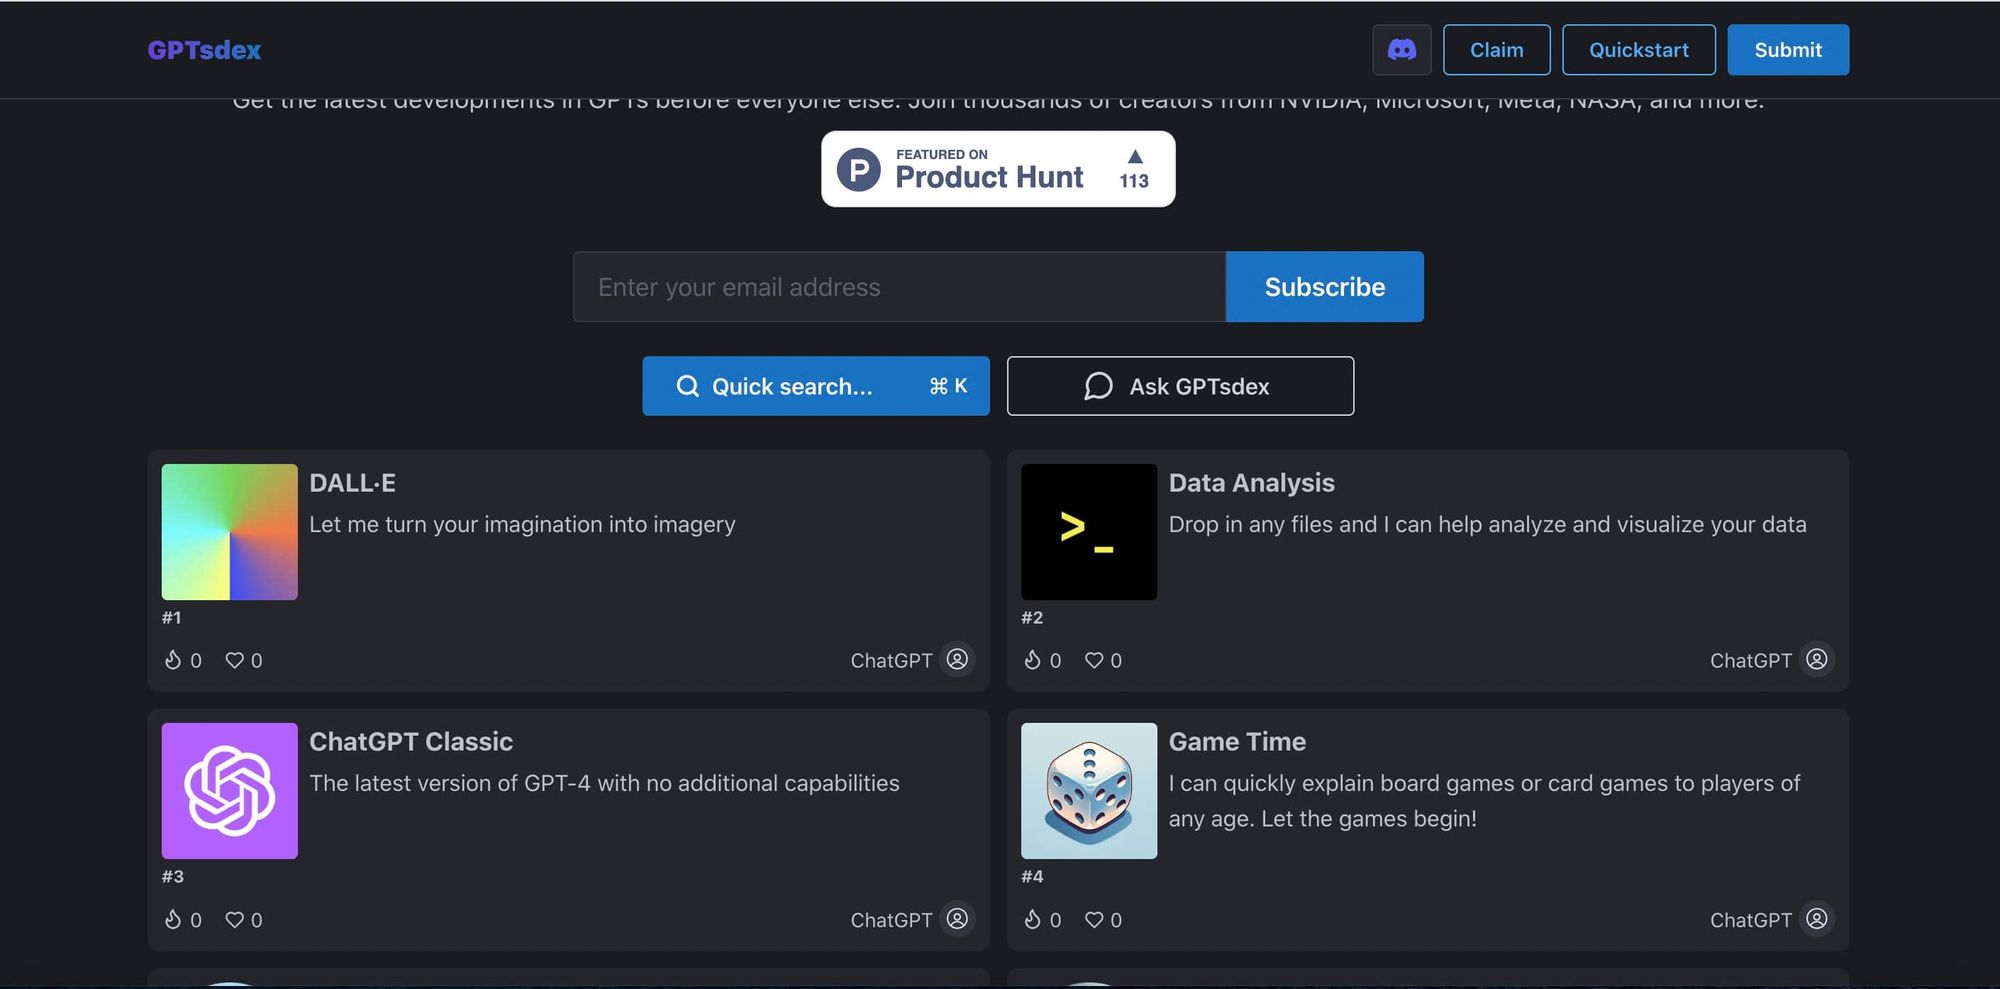 GPTsdex
Claim
Quickstart
Submit
Get the latest developments in GPTs before everyone else. Join thousands of creators from NVIDIA, Microsoft, Meta, NASA, and more.
P
FEATURED ON
Product Hunt
▲
113
Enter your email address
Subscribe
Quick search...
⌘ K
Ask GPTsdex
DALL·E
Let me turn your imagination into imagery
#1
0 0
ChatGPT
>_
Data Analysis
Drop in any files and I can help analyze and visualize your data
#2
0 0
ChatGPT
ChatGPT Classic
The latest version of GPT-4 with no additional capabilities
#3
0 0
ChatGPT
Game Time
I can quickly explain board games or card games to players of
any age. Let the games begin!
#4
0 0
ChatGPT